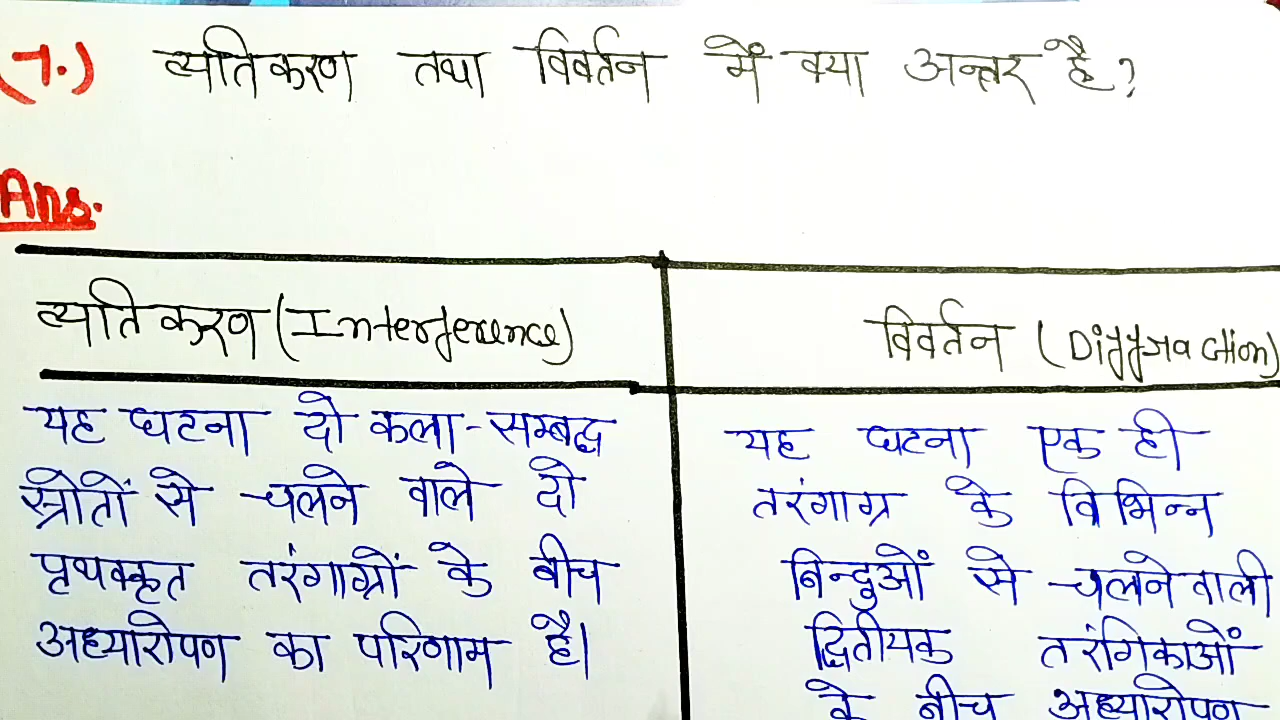 (7.) व्यतिकरण तथा विवर्तन में क्या अन्तर है?
Ans.
व्यतिकरण (Interference)
यह घटना दो कला-सम्बद्ध
स्रोतों से चलने वाले दो
पृथक्कृत तरंगाग्रों के बीच
अध्यारोपण का परिणाम है।
विवर्तन (Diffraction)
यह घटना एक ही
तरंगाग्र के विभिन्न
बिन्दुओं से चलने वाली
द्वितीयक तरंगिकाओं
के बीच अध्यारोपण